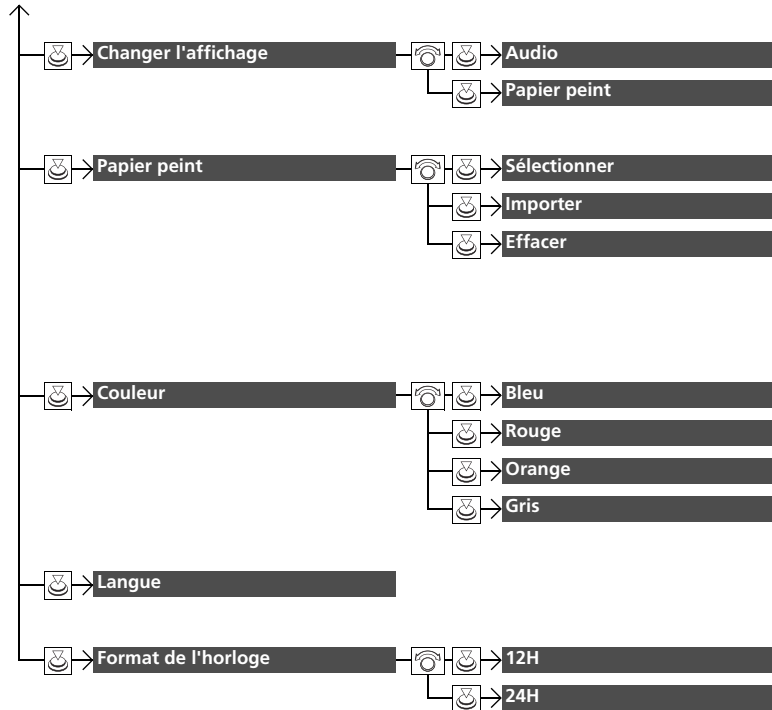 Changer l'affichage
Audio
Papier peint
Papier peint
Sélectionner
Importer
Effacer
Couleur
Bleu
Rouge
Orange
Gris
Langue
Format de l'horloge
12H
24H